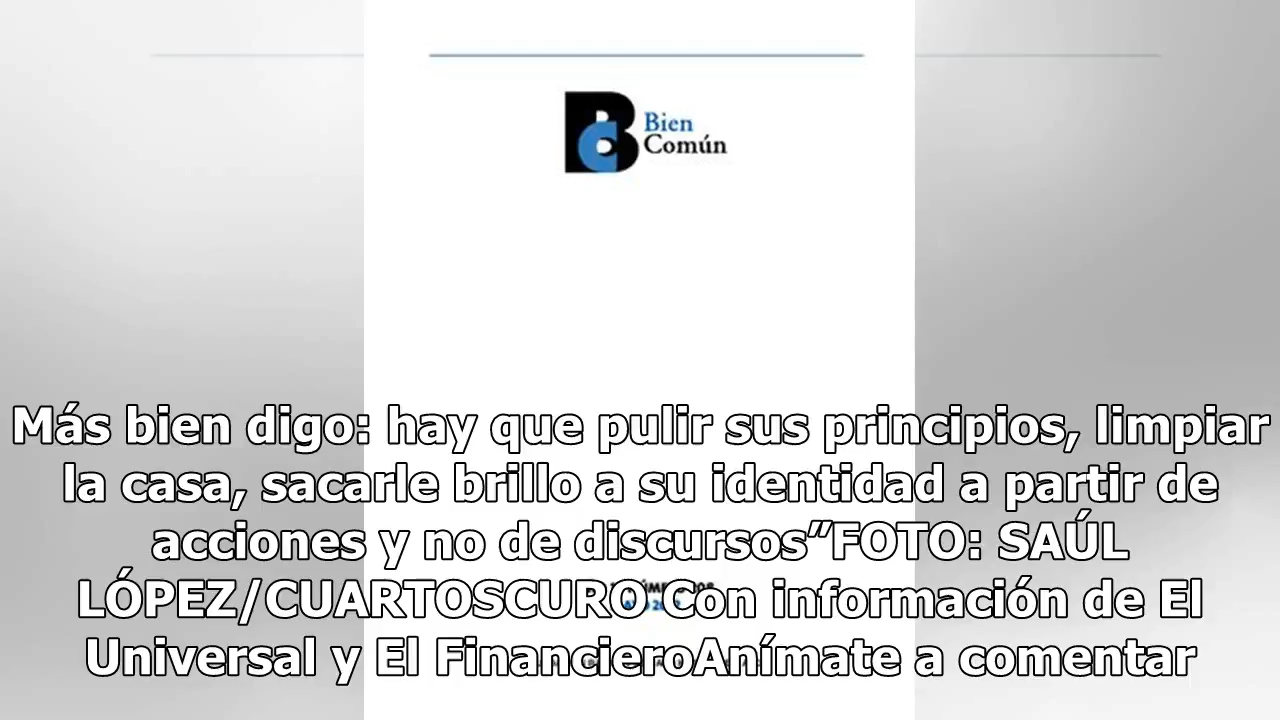 Bien
Común
Más bien digo: hay que pulir sus principios, limpiar
la casa, sacarle brillo a su identidad a partir de
acciones y no de discursos”FOTO: SAÚL
LÓPEZ/CUARTOSCURO Con información de El
Universal y El FinancieroAnímate a comentar